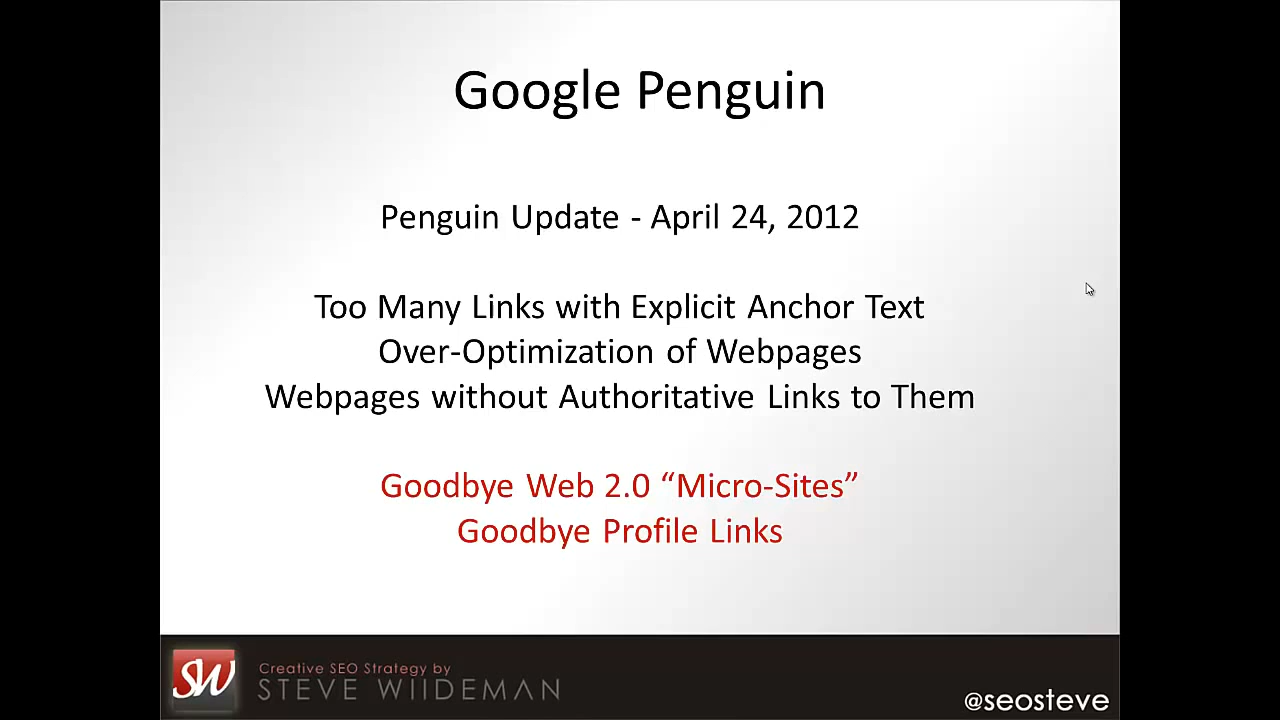 Google Penguin
Penguin Update - April 24, 2012
Too Many Links with Explicit Anchor Text
Over-Optimization of Webpages
Webpages without Authoritative Links to Them
Goodbye Web 2.0 “Micro-Sites”
Goodbye Profile Links
SW
Creative SEO Strategy by
STEVE WIIDEMAN
@seosteve